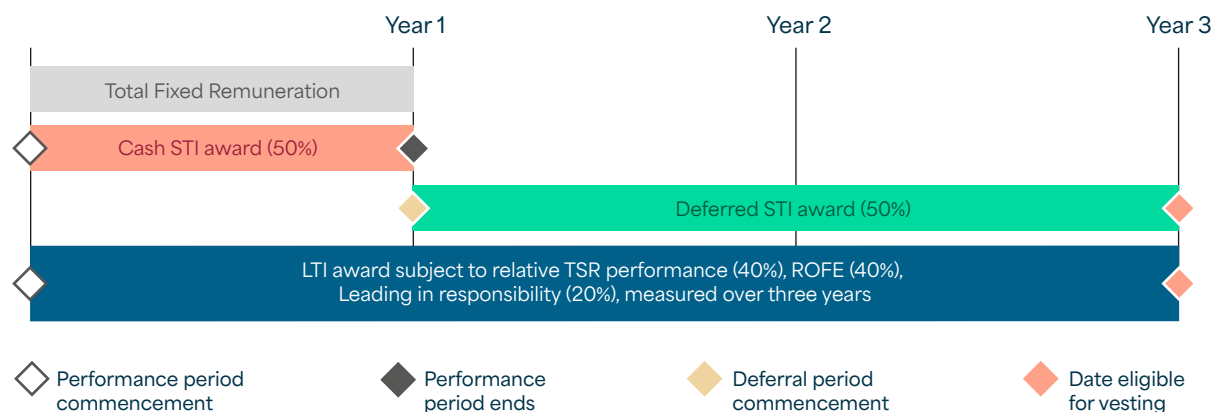 Year 1
Year 2
Year 3
Total Fixed Remuneration
Cash STI award (50%)
Deferred STI award (50%)
LTI award subject to relative TSR performance (40%), ROFE (40%),
Leading in responsibility (20%), measured over three years
Performance period
commencement
Performance
period ends
Deferral period
commencement
Date eligible
for vesting